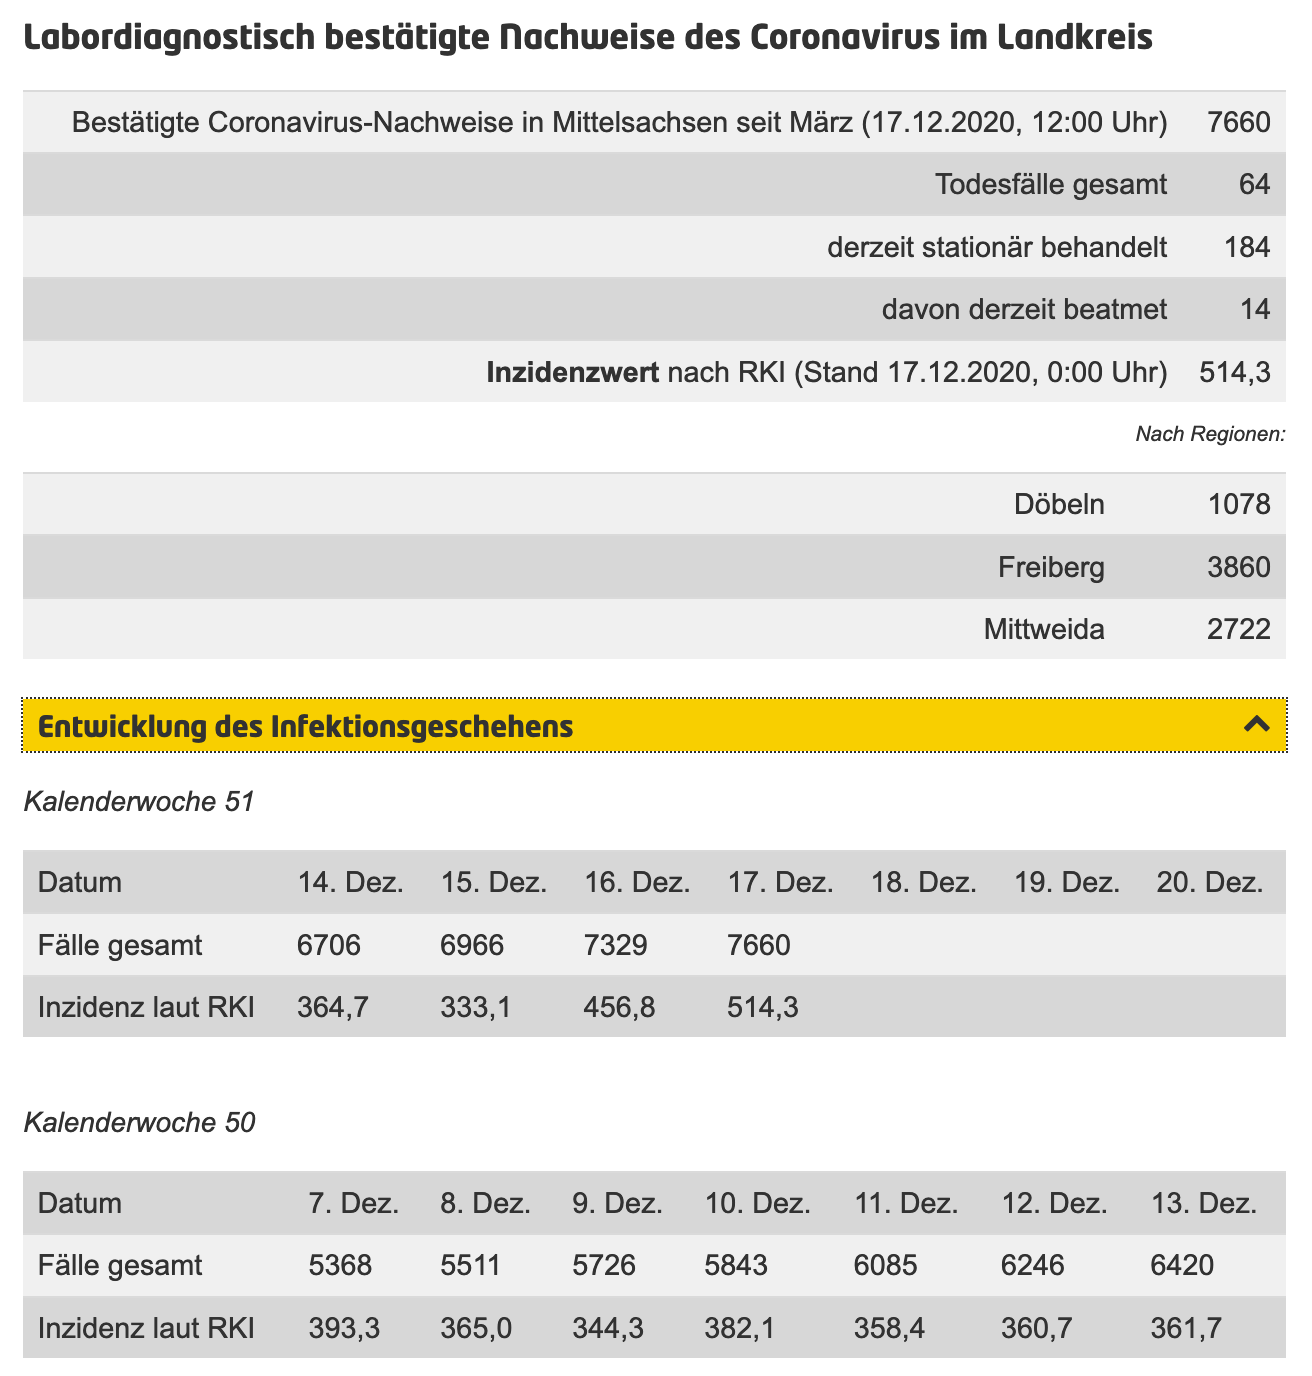 Labordiagnostisch bestätigte Nachweise des Coronavirus im Landkreis
Bestätigte Coronavirus-Nachweise in Mittelsachsen seit März (17.12.2020, 12:00 Uhr) 7660
Todesfälle gesamt 64
derzeit stationär behandelt 184
davon derzeit beatmet 14
Inzidenzwert nach RKI (Stand 17.12.2020, 0:00 Uhr) 514,3
Nach Regionen:
Döbeln 1078
Freiberg 3860
Mittweida 2722
Entwicklung des Infektionsgeschehens
Kalenderwoche 51
Datum 14. Dez. 15. Dez. 16. Dez. 17. Dez. 18. Dez. 19. Dez. 20. Dez.
Fälle gesamt 6706 6966 7329 7660
Inzidenz laut RKI 364,7 333,1 456,8 514,3
Kalenderwoche 50
Datum 7. Dez. 8. Dez. 9. Dez. 10. Dez. 11. Dez. 12. Dez. 13. Dez.
Fälle gesamt 5368 5511 5726 5843 6085 6246 6420
Inzidenz laut RKI 393,3 365,0 344,3 382,1 358,4 360,7 361,7